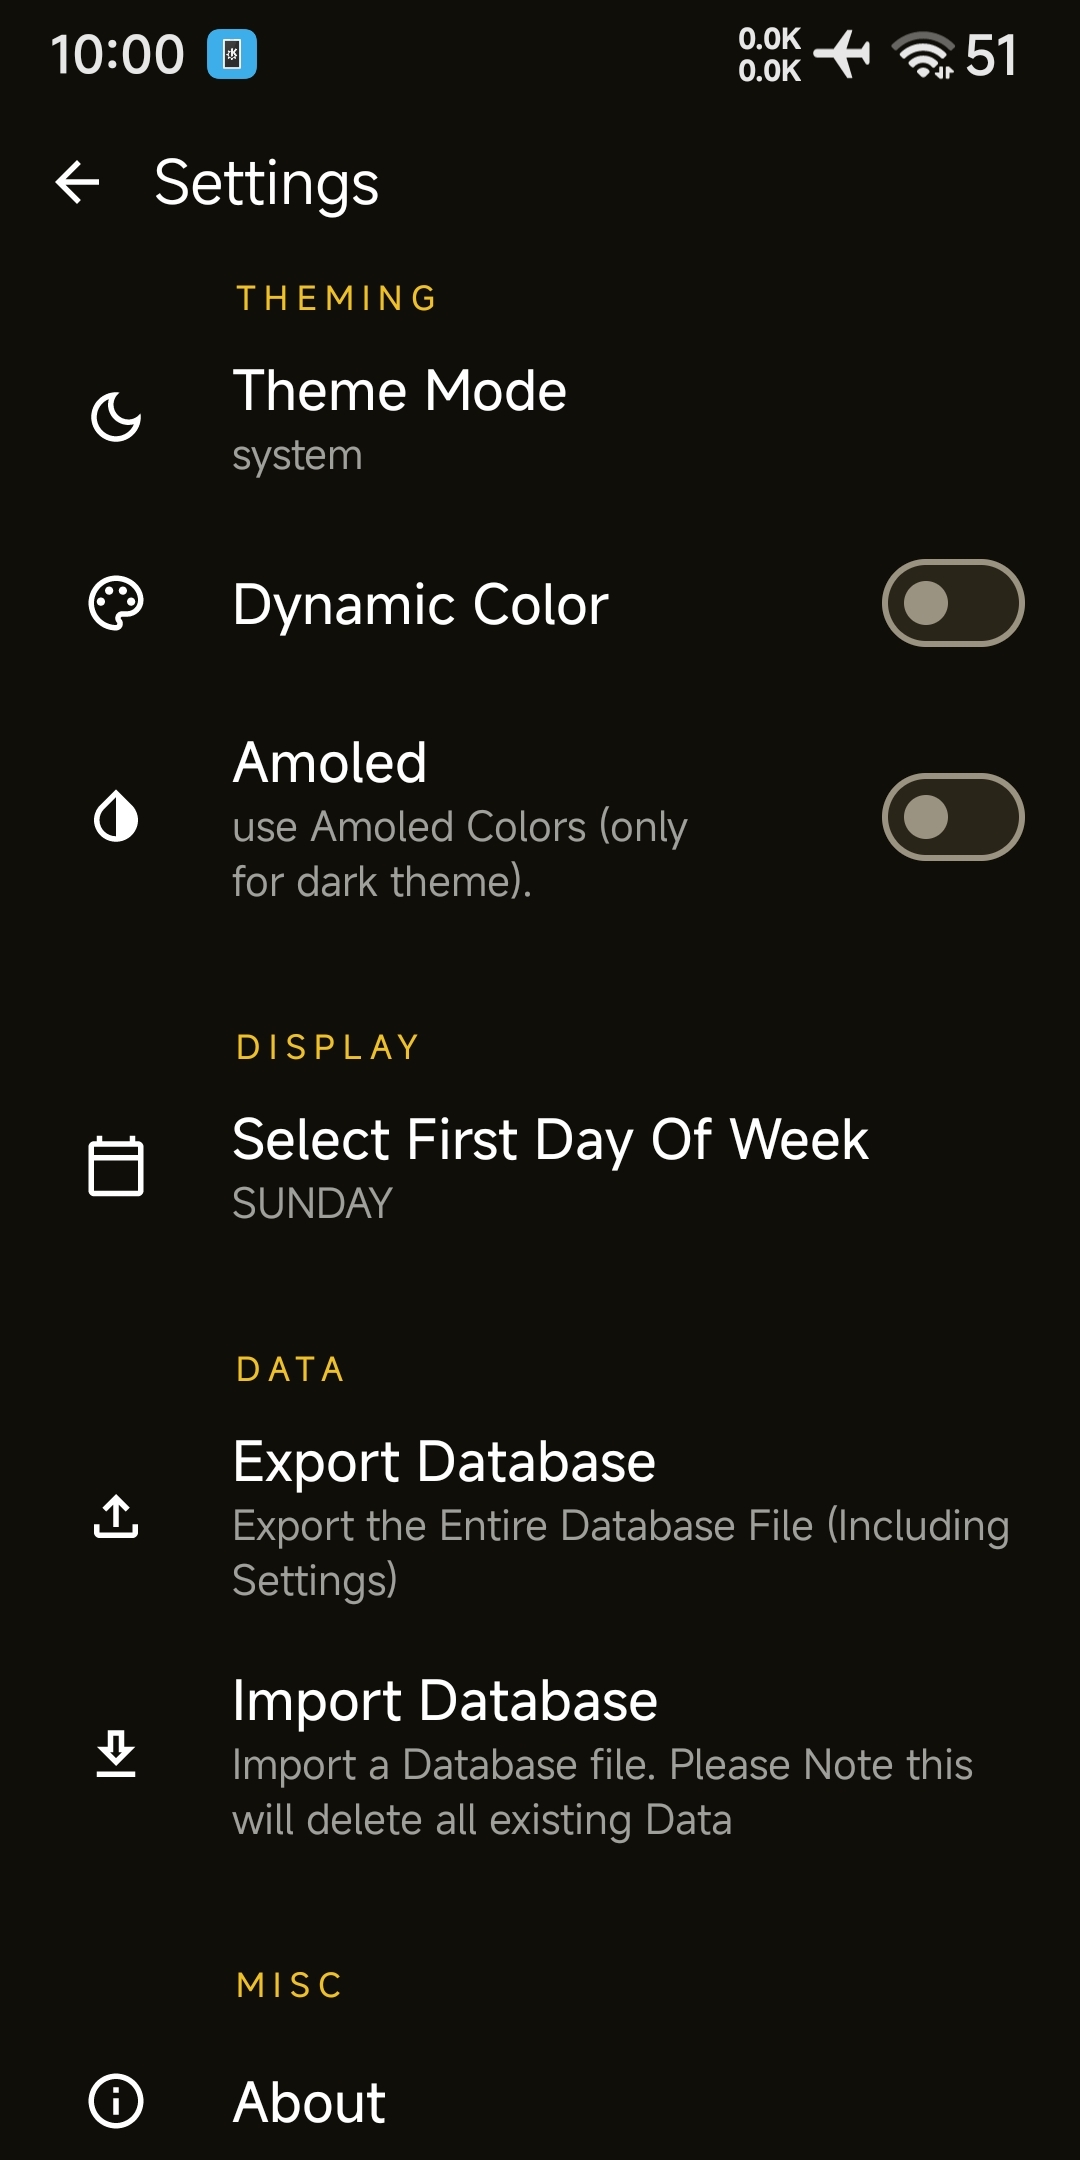 10:00
0.0K
0.0K
51
Settings
THEMING
Theme Mode
system
Dynamic Color
Amoled
use Amoled Colors (only
for dark theme).
DISPLAY
Select First Day Of Week
SUNDAY
DATA
Export Database
Export the Entire Database File (Including
Settings)
Import Database
Import a Database file. Please Note this
will delete all existing Data
MISC
About